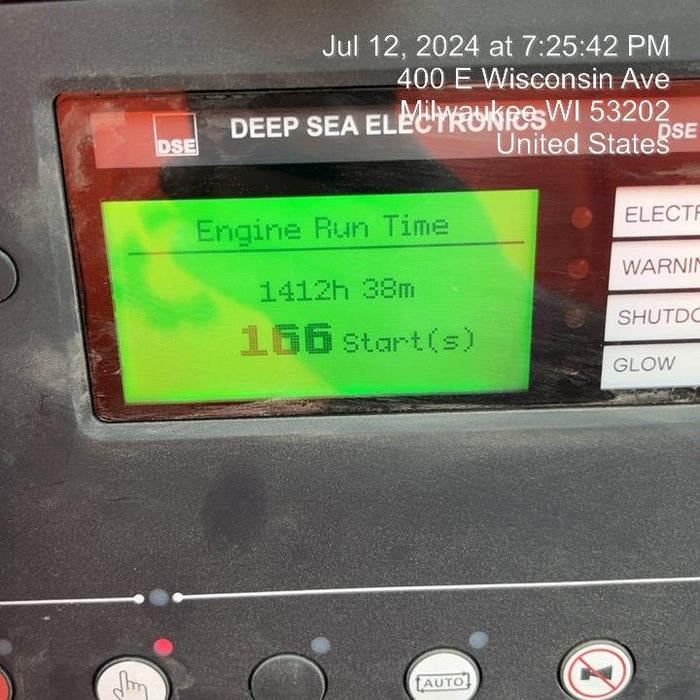 Jul 12, 2024 at 7:25:42 PM
400 E Wisconsin Ave
Milwaukee WI 53202
United States
DSE
DEEP SEA ELECTRONICS
DSE
Engine Run Time
1412h 38m
166 Start(s)
ELECTR
WARNIN
SHUTDO
GLOW
AUTO